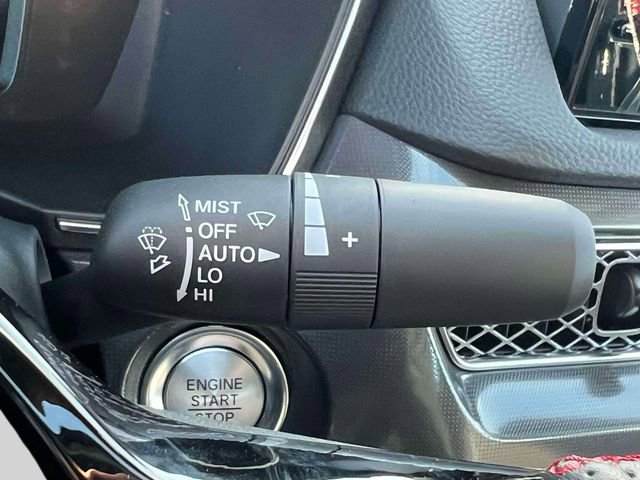 MIST
OFF
AUTO
LO
HI
+
ENGINE
START
STOP